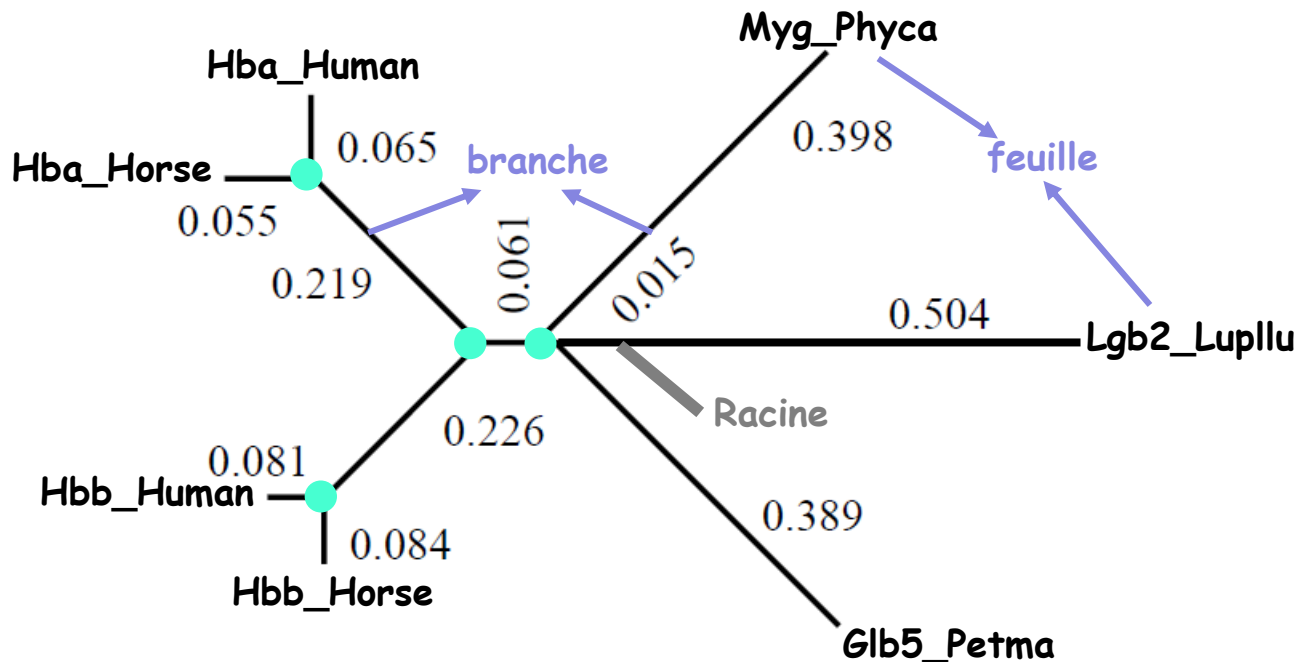 Myg_Phyca
Hba_Human
0.065
0.398
Hba_Horse
branche
feuille
0.055
0.061
0.015
0.219
0.504
Lgb2_Lupllu
Racine
0.226
0.081
Hbb_Human
0.389
0.084
Hbb_Horse
Glb5_Petma